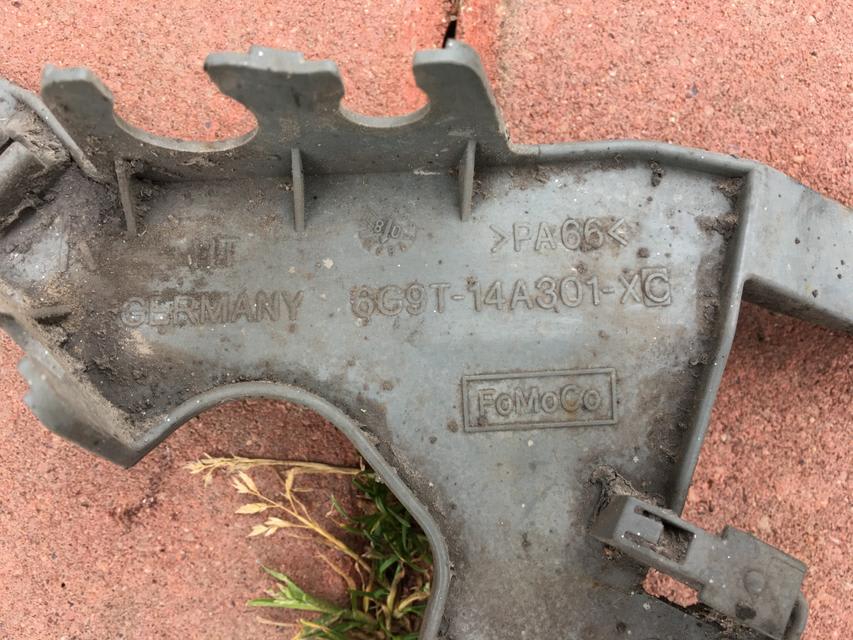 >PA66<
GERMANY 6G9T-14A301-XC
FoMoCo